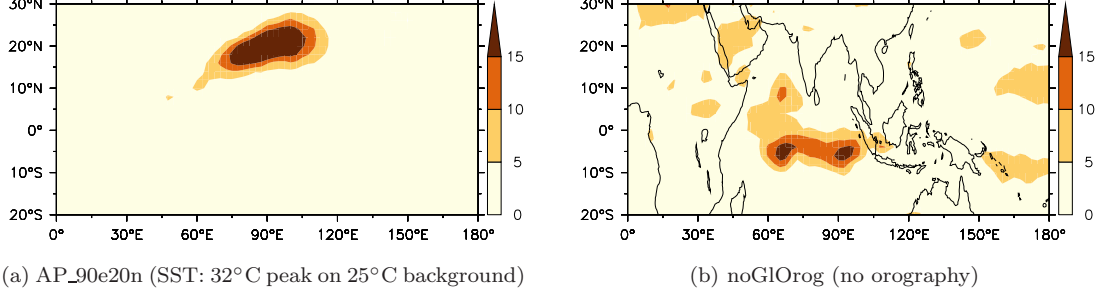 30°N
20°N
10°N
0°
10°S
20°S
0°
30°E
60°E
90°E
120°E
150°E
180°
15
10
5
0
30°N
20°N
10°N
0°
10°S
20°S
0°
30°E
60°E
90°E
120°E
150°E
180°
15
10
5
0
(a) AP_90e20n (SST: 32°C peak on 25°C background)
(b) noGlOrog (no orography)